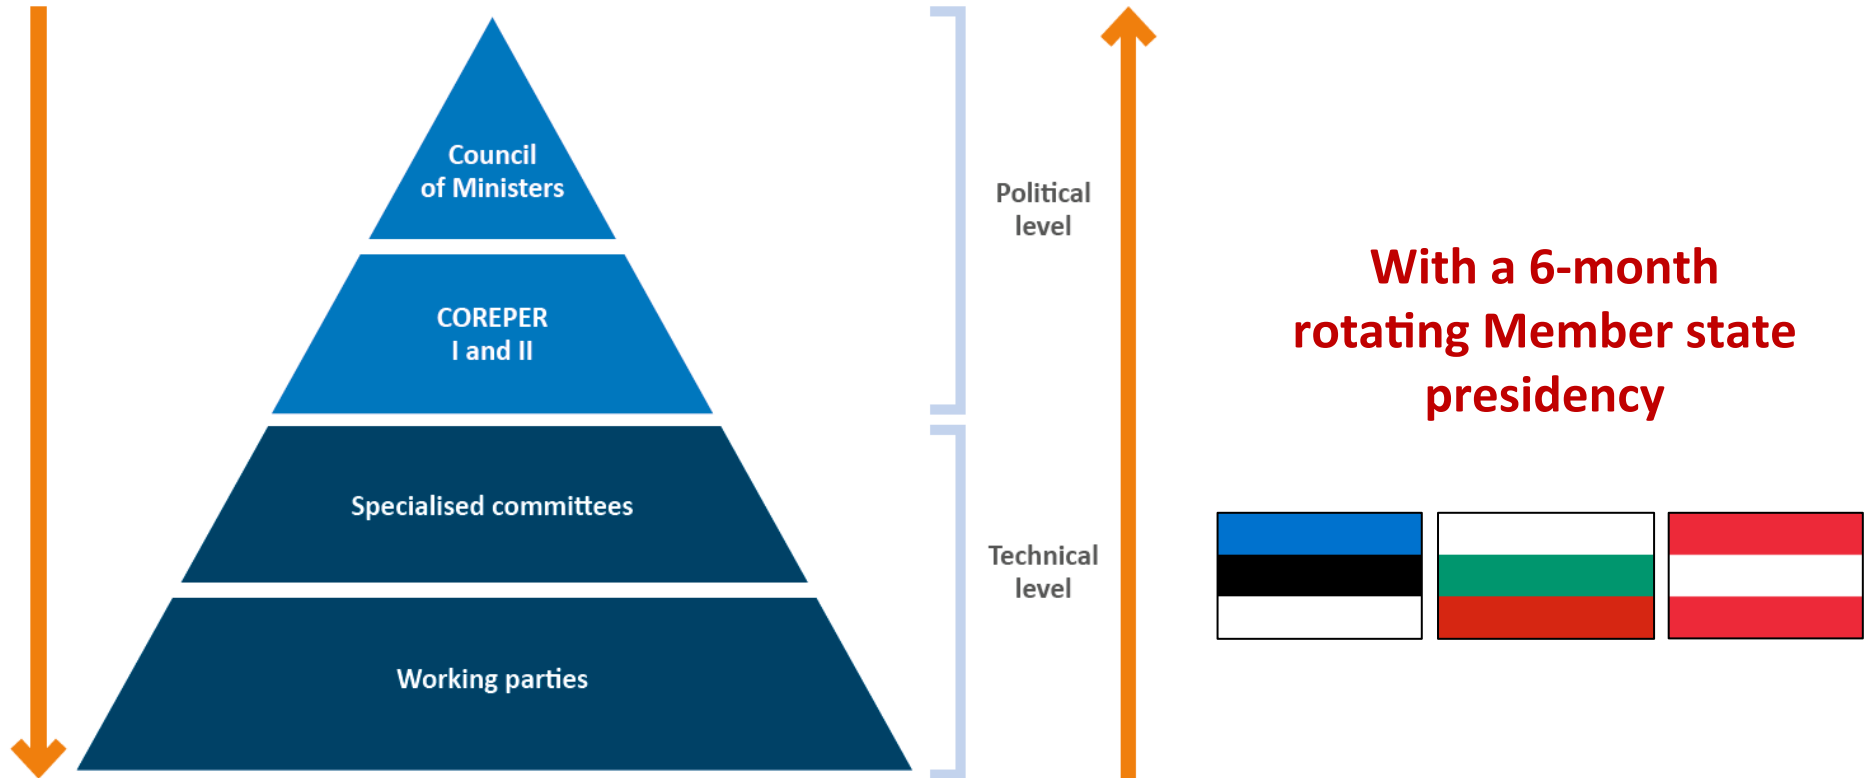 Council
of Ministers
COREPER
I and II
Specialised committees
Working parties
Political
level
Technical
level
With a 6-month
rotating Member state
presidency